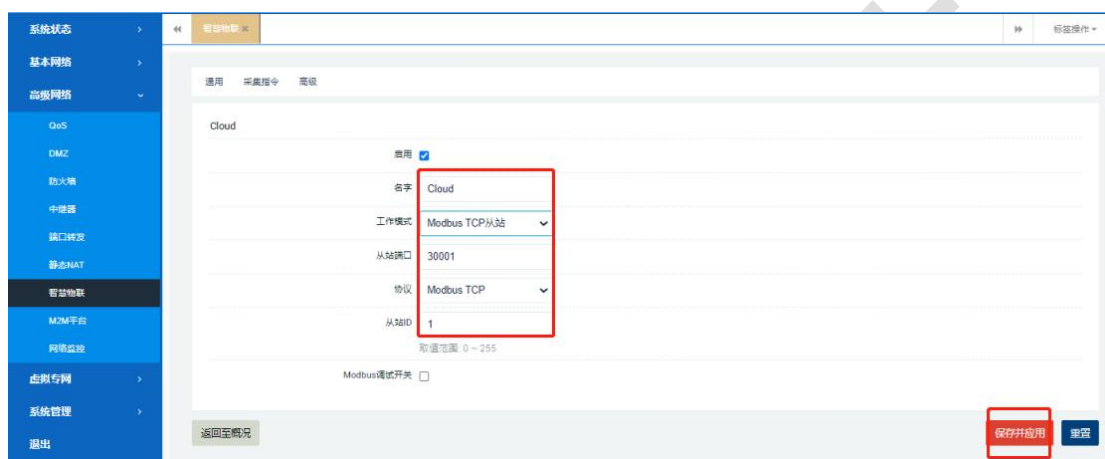 系统状态
基本网络
高级网络
QoS
DMZ
防火墙
中继器
端口转发
静态NAT
智慧物联
M2M平台
网络监控
虚拟专网
系统管理
退出
智慧物联
标签操作
通用 采集指令 高级
Cloud
启用
名字 Cloud
工作模式 Modbus TCP从站
从站端口 30001
协议 Modbus TCP
从站ID 1
取值范围: 0 ~ 255
Modbus调试开关
返回至概况 保存并应用 重置